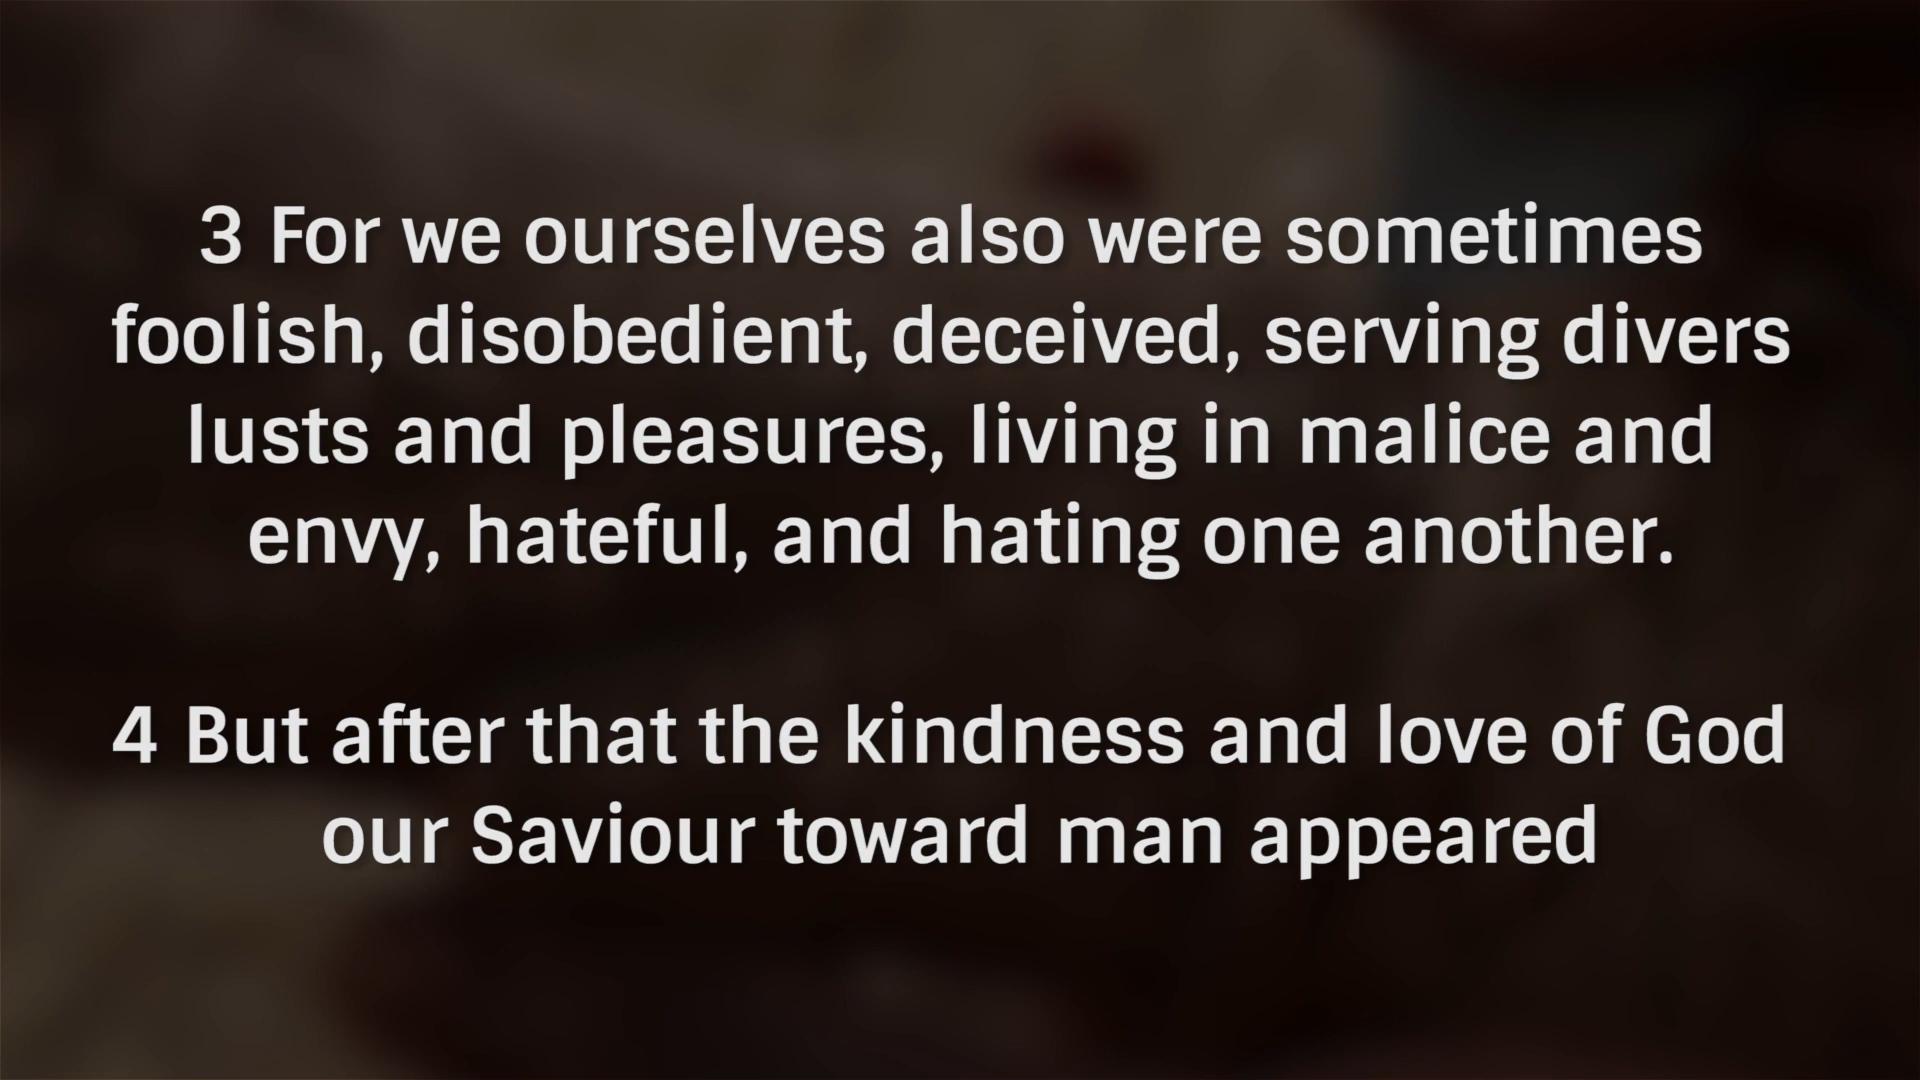 3 For we ourselves also were sometimes
foolish, disobedient, deceived, serving divers
lusts and pleasures, living in malice and
envy, hateful, and hating one another.
4 But after that the kindness and love of God
our Saviour toward man appeared